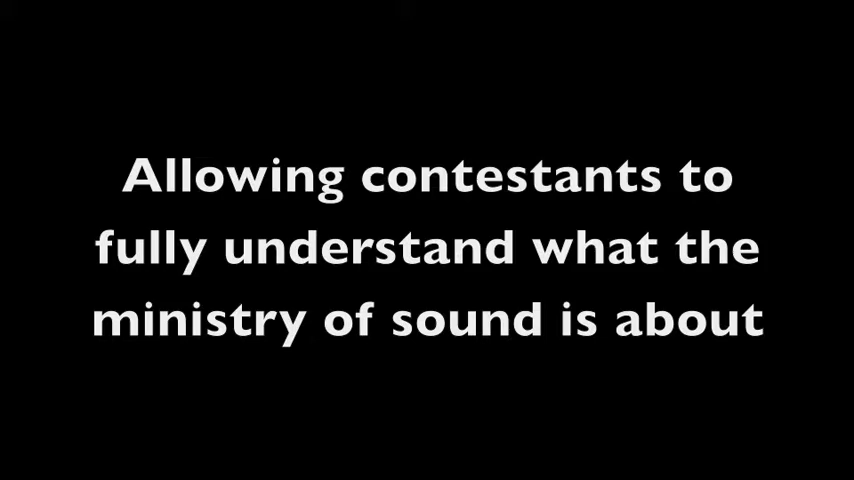 Allowing contestants to
fully understand what the
ministry of sound is about